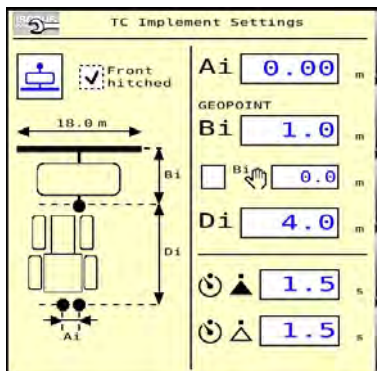 TC Implement Settings
Front
hitched
18.0 m
Bi
Di
Ai
Ai 0.00 m
GEOPOINT
Bi 1.0 m
Bi 0.0 m
Di 4.0 m
1.5 s
1.5 s